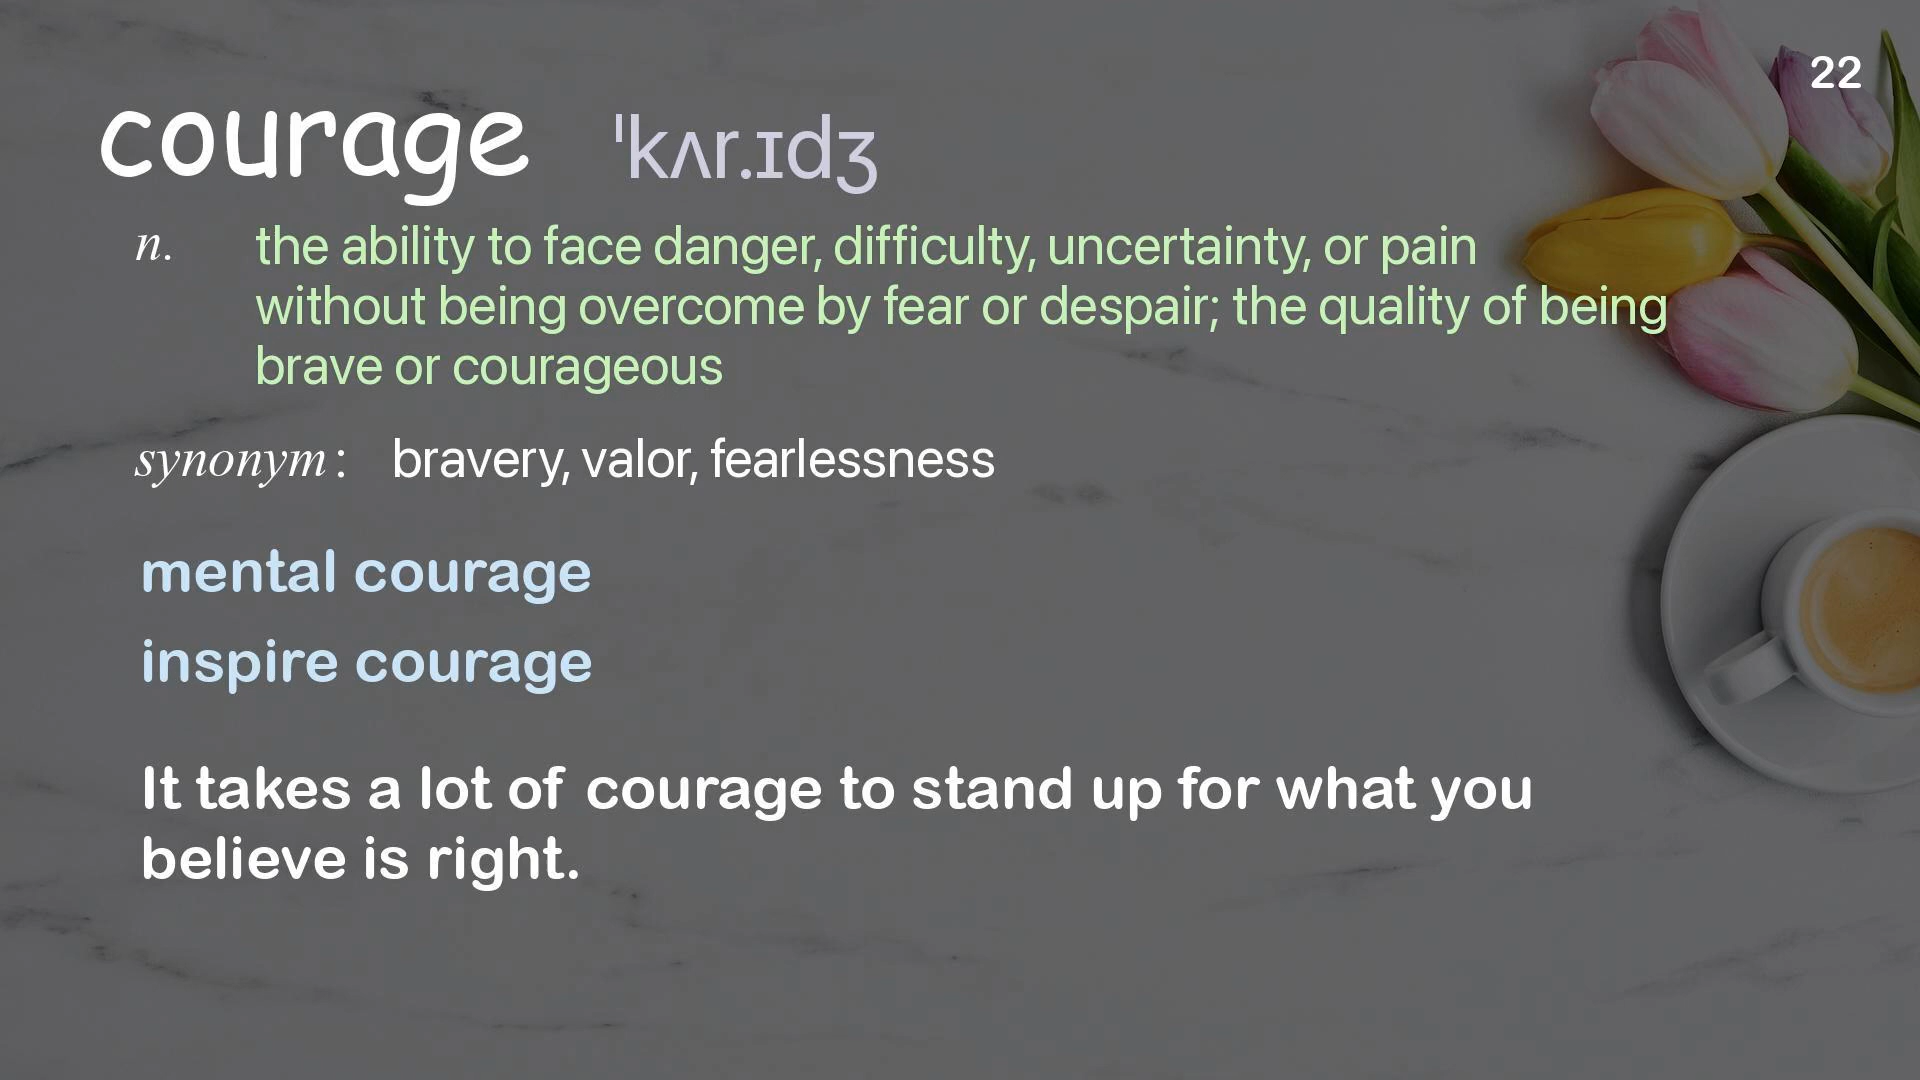 22
courage ˈkʌr.ɪdʒ
n. the ability to face danger, difficulty, uncertainty, or pain
without being overcome by fear or despair; the quality of being
brave or courageous
synonym : bravery, valor, fearlessness
mental courage
inspire courage
It takes a lot of courage to stand up for what you
believe is right.